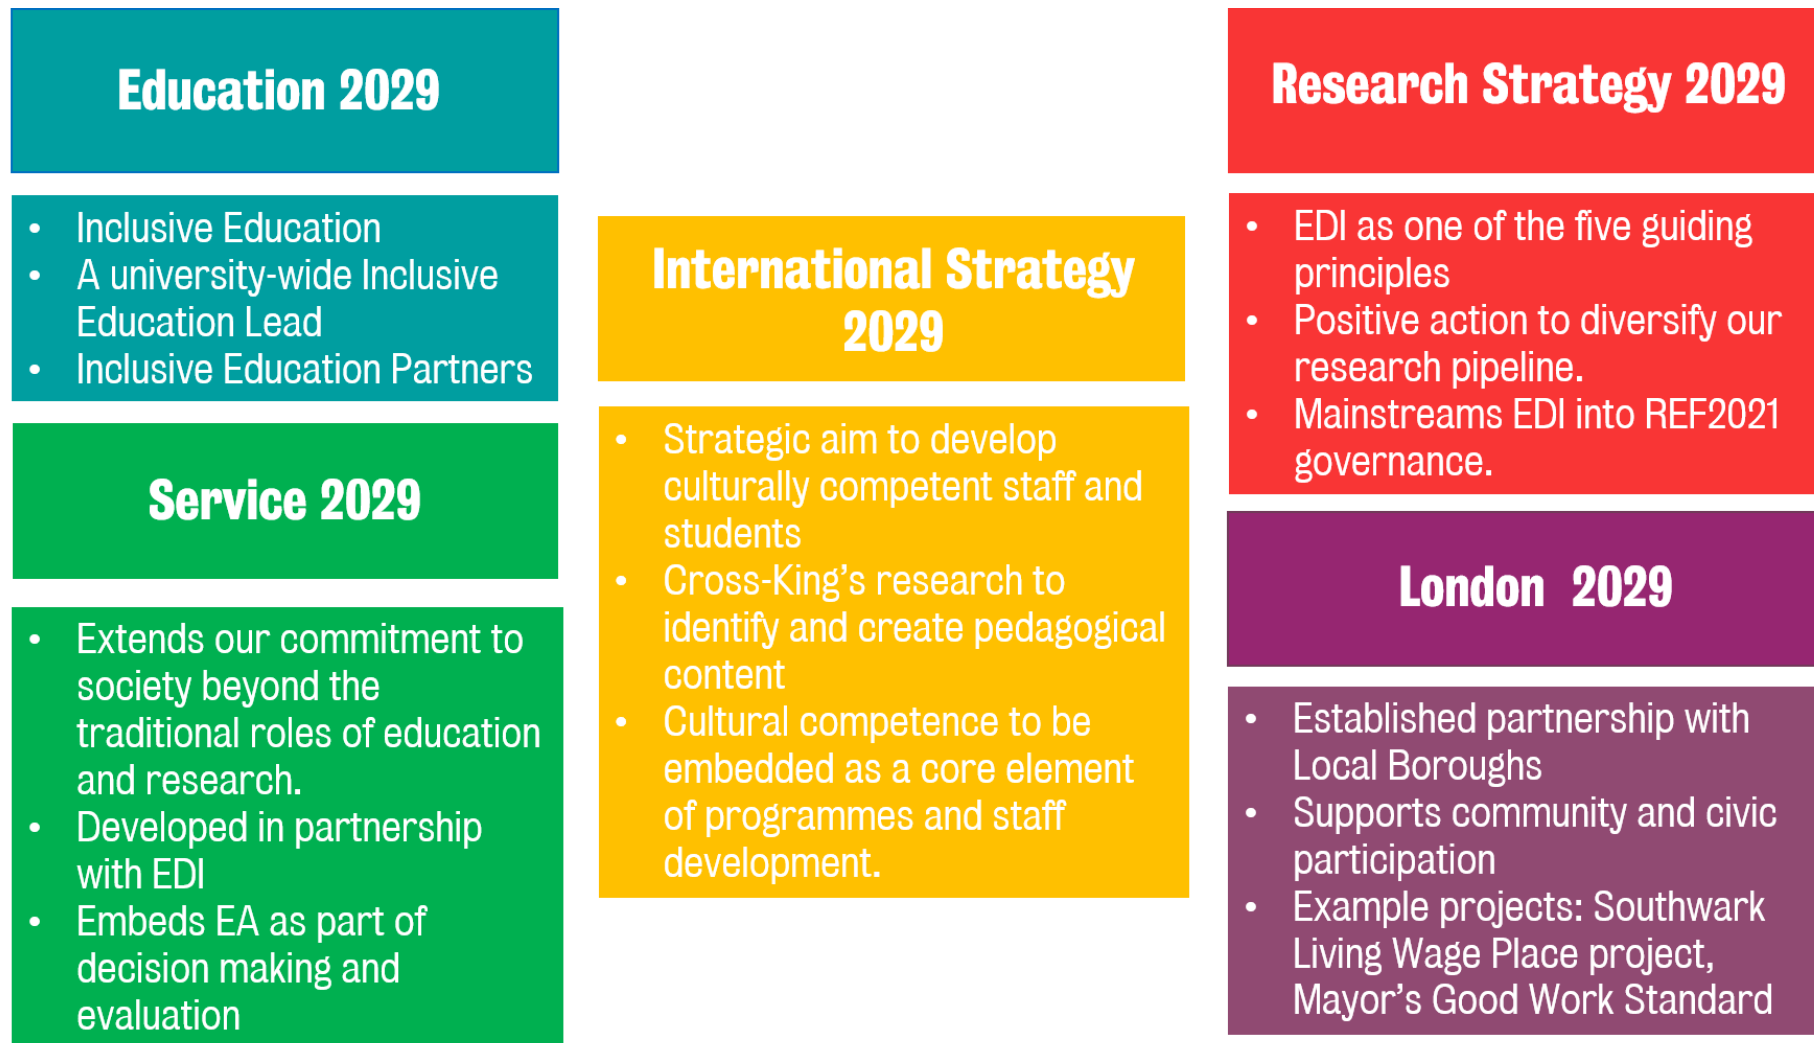 Education 2029
• Inclusive Education
• A university-wide Inclusive
Education Lead
• Inclusive Education Partners
Service 2029
• Extends our commitment to
society beyond the
traditional roles of education
and research.
• Developed in partnership
with EDI
• Embeds EA as part of
decision making and
evaluation
International Strategy
2029
• Strategic aim to develop
culturally competent staff and
students
• Cross-King’s research to
identify and create pedagogical
content
• Cultural competence to be
embedded as a core element
of programmes and staff
development.
Research Strategy 2029
• EDI as one of the five guiding
principles
• Positive action to diversify our
research pipeline.
• Mainstreams EDI into REF2021
governance.
London 2029
• Established partnership with
Local Boroughs
• Supports community and civic
participation
• Example projects: Southwark
Living Wage Place project,
Mayor’s Good Work Standard